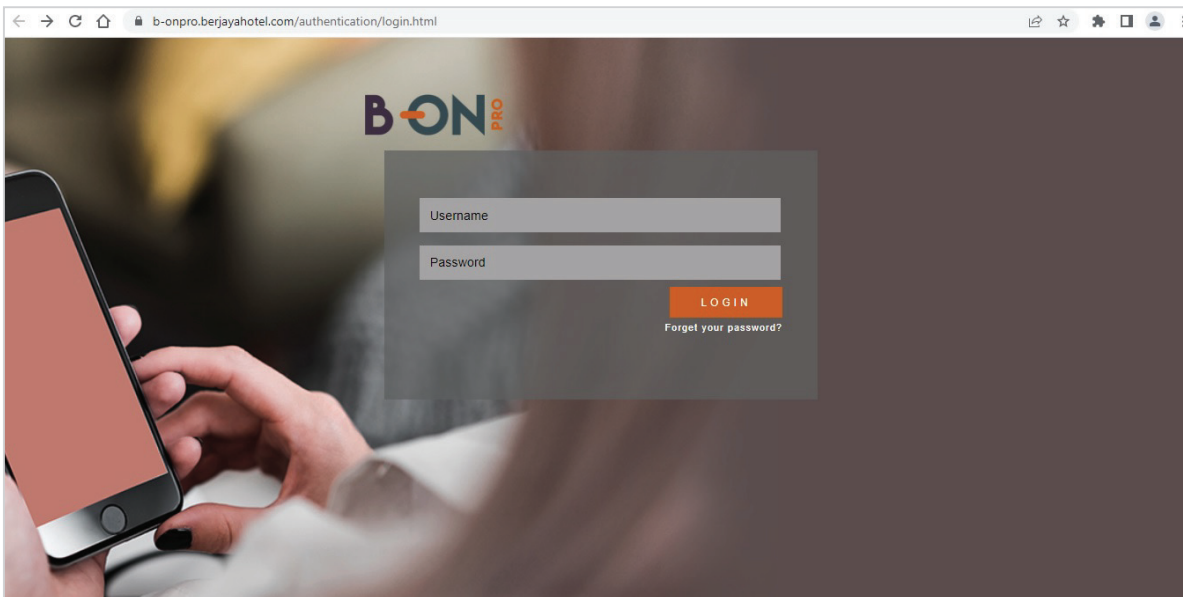 b-onpro.berjayahotel.com/authentication/login.html
B-ON PRO
Username
Password
LOGIN
Forget your password?